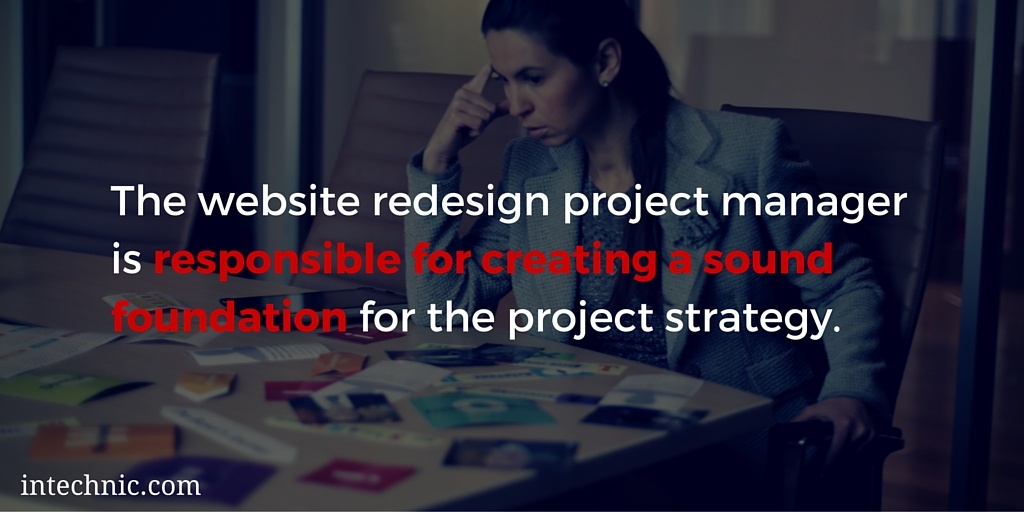 The website redesign project manager
is responsible for creating a sound
foundation for the project strategy.
intechnic.com